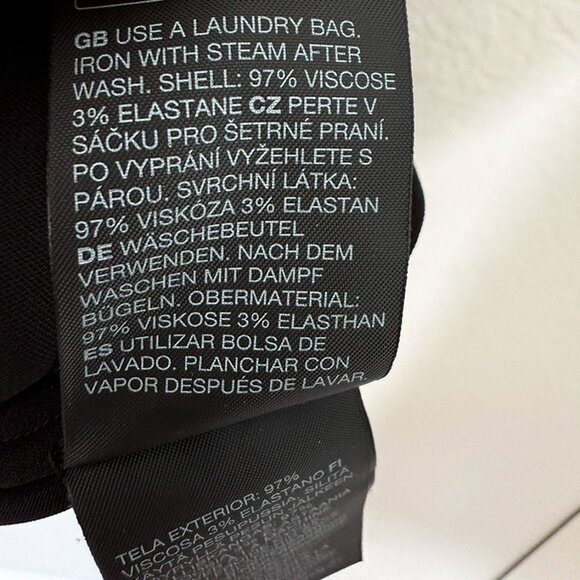 GB USE A LAUNDRY BAG.
IRON WITH STEAM AFTER
WASH. SHELL: 97% VISCOSE
3% ELASTANE CZ PERTE V
SÁČKU PRO ŠETRNÉ PRANÍ.
PO VYPRÁNÍ VYŽEHLETE S
PÁROU. SVRCHNÍ LÁTKA:
97% VISKÓZA 3% ELASTAN
DE WÄSCHEBEUTEL
VERWENDEN. NACH DEM
WASCHEN MIT DAMPF
BÜGELN. OBERMATERIAL:
97% VISKOSE 3% ELASTHAN
ES UTILIZAR BOLSA DE
LAVADO. PLANCHAR CON
VAPOR DESPUÉS DE LAVAR.
TELA EXTERIOR: 97%
VISCOSA 3% ELASTANO FI
KÄYTÄ PESUPUSSIA. SILITÄ